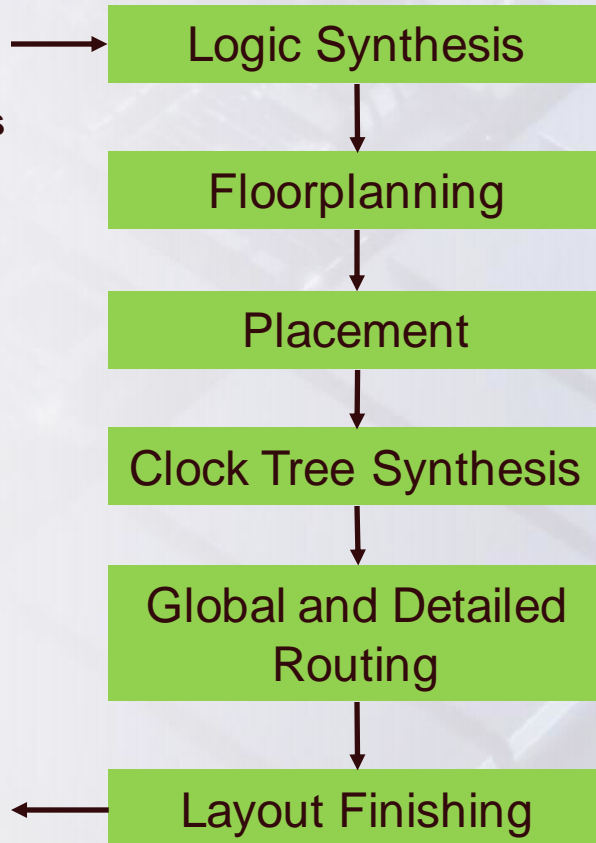 Logic Synthesis
s
Floorplanning
Placement
Clock Tree Synthesis
Global and Detailed
Routing
Layout Finishing